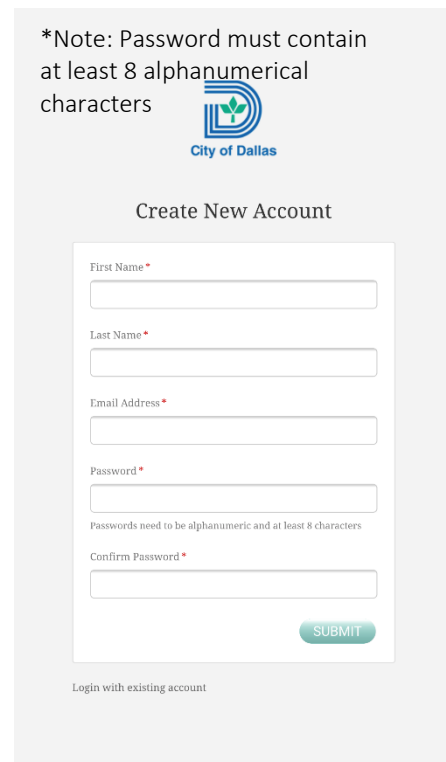 *Note: Password must contain
at least 8 alphanumerical
characters
City of Dallas
Create New Account
First Name *
Last Name *
Email Address *
Password *
Passwords need to be alphanumeric and at least 8 characters
Confirm Password *
SUBMIT
Login with existing account